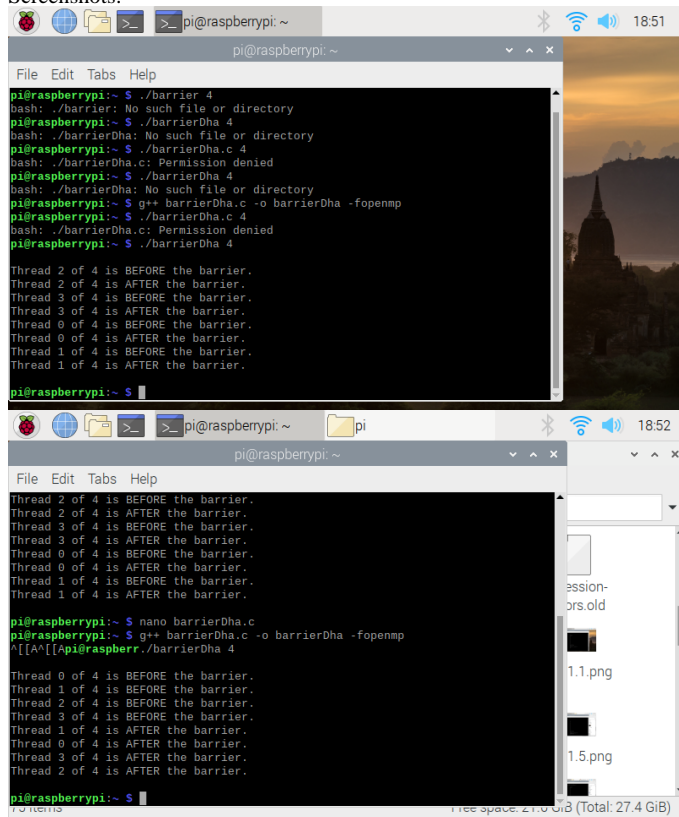 Screenshots:
pi@raspberrypi: ~ 18:51
pi@raspberrypi: ~
File Edit Tabs Help
pi@raspberrypi:~ $ ./barrier 4
bash: ./barrier: No such file or directory
pi@raspberrypi:~ $ ./barrierDha 4
bash: ./barrierDha: No such file or directory
pi@raspberrypi:~ $ ./barrierDha.c 4
bash: ./barrierDha.c: Permission denied
pi@raspberrypi:~ $ ./barrierDha 4
bash: ./barrierDha: No such file or directory
pi@raspberrypi:~ $ g++ barrierDha.c -o barrierDha -fopenmp
pi@raspberrypi:~ $ ./barrierDha.c 4
bash: ./barrierDha.c: Permission denied
pi@raspberrypi:~ $ ./barrierDha 4
Thread 2 of 4 is BEFORE the barrier.
Thread 2 of 4 is AFTER the barrier.
Thread 3 of 4 is BEFORE the barrier.
Thread 3 of 4 is AFTER the barrier.
Thread 0 of 4 is BEFORE the barrier.
Thread 0 of 4 is AFTER the barrier.
Thread 1 of 4 is BEFORE the barrier.
Thread 1 of 4 is AFTER the barrier.
pi@raspberrypi:~ $
pi@raspberrypi: ~ pi 18:52
pi@raspberrypi: ~
File Edit Tabs Help
Thread 2 of 4 is BEFORE the barrier.
Thread 2 of 4 is AFTER the barrier.
Thread 3 of 4 is BEFORE the barrier.
Thread 3 of 4 is AFTER the barrier.
Thread 0 of 4 is BEFORE the barrier.
Thread 0 of 4 is AFTER the barrier.
Thread 1 of 4 is BEFORE the barrier.
Thread 1 of 4 is AFTER the barrier.
pi@raspberrypi:~ $ nano barrierDha.c
pi@raspberrypi:~ $ g++ barrierDha.c -o barrierDha -fopenmp
^[[A^[[Api@raspberr./barrierDha 4
Thread 0 of 4 is BEFORE the barrier.
Thread 1 of 4 is BEFORE the barrier.
Thread 2 of 4 is BEFORE the barrier.
Thread 3 of 4 is BEFORE the barrier.
Thread 1 of 4 is AFTER the barrier.
Thread 0 of 4 is AFTER the barrier.
Thread 3 of 4 is AFTER the barrier.
Thread 2 of 4 is AFTER the barrier.
pi@raspberrypi:~ $
ession-
ors.old
1.1.png
1.5.png
items
Free space: 21.6 GiB (Total: 27.4 GiB)